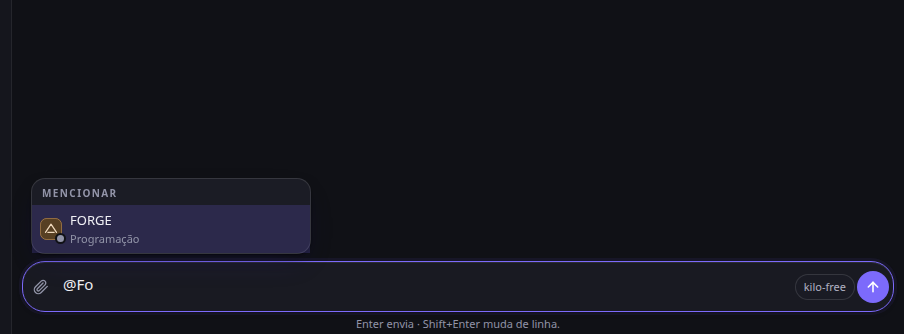 MENCIONAR
FORGE
Programação
@Fo
kilo-free
Enter envia · Shift+Enter muda de linha.